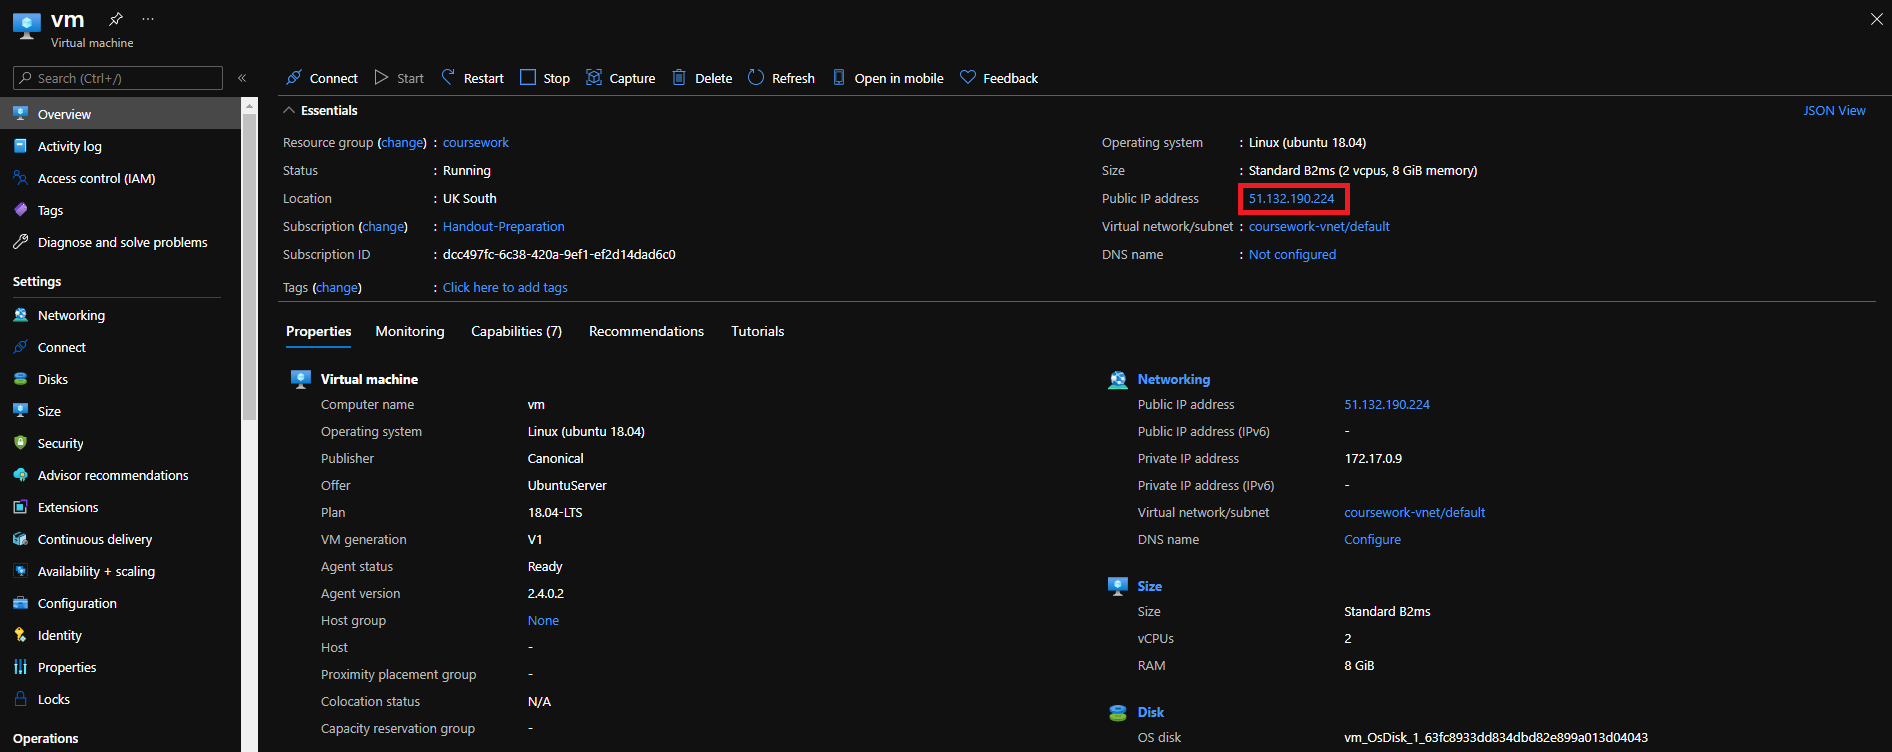 vm
...
Virtual machine
Search (Ctrl+/)
«
Overview
Activity log
Access control (IAM)
Tags
Diagnose and solve problems
Settings
Networking
Connect
Disks
Size
Security
Advisor recommendations
Extensions
Continuous delivery
Availability + scaling
Configuration
Identity
Properties
Locks
Operations
Connect Start Restart Stop Capture Delete Refresh Open in mobile Feedback
Essentials
JSON View
Resource group (change) : coursework
Status : Running
Location : UK South
Subscription (change) : Handout-Preparation
Subscription ID : dcc497fc-6c38-420a-9ef1-ef2d14dad6c0
Tags (change) : Click here to add tags
Operating system : Linux (ubuntu 18.04)
Size : Standard B2ms (2 vcpus, 8 GiB memory)
Public IP address : 51.132.190.224
Virtual network/subnet : coursework-vnet/default
DNS name : Not configured
Properties Monitoring Capabilities (7) Recommendations Tutorials
Virtual machine
Computer name vm
Operating system Linux (ubuntu 18.04)
Publisher Canonical
Offer UbuntuServer
Plan 18.04-LTS
VM generation V1
Agent status Ready
Agent version 2.4.0.2
Host group None
Host -
Proximity placement group -
Colocation status N/A
Capacity reservation group -
Networking
Public IP address 51.132.190.224
Public IP address (IPv6) -
Private IP address 172.17.0.9
Private IP address (IPv6) -
Virtual network/subnet coursework-vnet/default
DNS name Configure
Size
Size Standard B2ms
vCPUs 2
RAM 8 GiB
Disk
OS disk vm_OsDisk_1_63fc8933dd834dbd82e899a013d04043